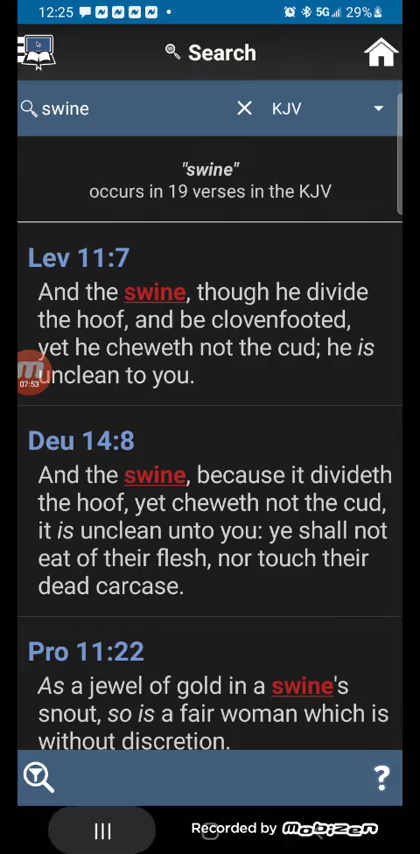 12:25 5G 29%
Search
swine KJV
"swine"
occurs in 19 verses in the KJV
Lev 11:7
And the swine, though he divide
the hoof, and be clovenfooted,
yet he cheweth not the cud; he is
unclean to you.
07:53
Deu 14:8
And the swine, because it divideth
the hoof, yet cheweth not the cud,
it is unclean unto you: ye shall not
eat of their flesh, nor touch their
dead carcase.
Pro 11:22
As a jewel of gold in a swine's
snout, so is a fair woman which is
without discretion.
?
Recorded by mobizen